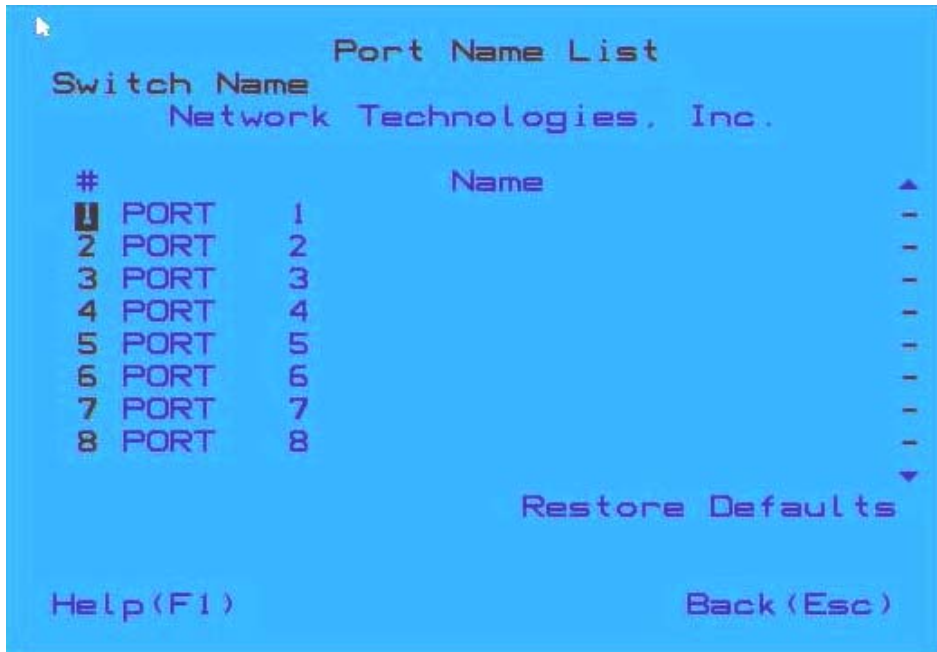 Port Name List
Switch Name
Network Technologies, Inc.
# Name
1 PORT 1
2 PORT 2
3 PORT 3
4 PORT 4
5 PORT 5
6 PORT 6
7 PORT 7
8 PORT 8
Restore Defaults
Help(F1) Back(Esc)